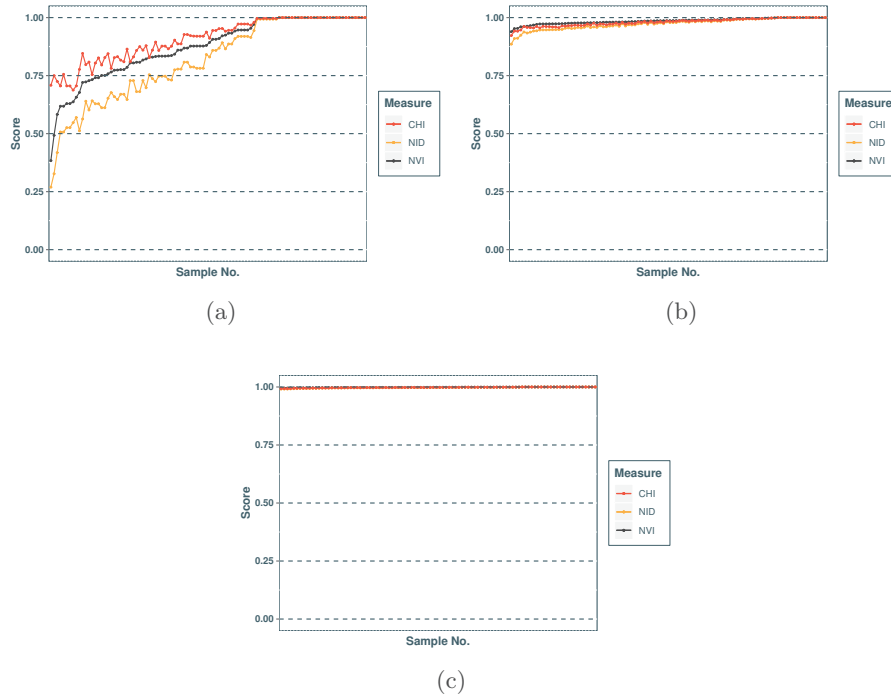 1.00
0.75
0.50
0.25
0.00
Score
Sample No.
Measure
CHI
NID
NVI
(a)
1.00
0.75
0.50
0.25
0.00
Score
Sample No.
Measure
CHI
NID
NVI
(b)
1.00
0.75
0.50
0.25
0.00
Score
Sample No.
Measure
CHI
NID
NVI
(c)